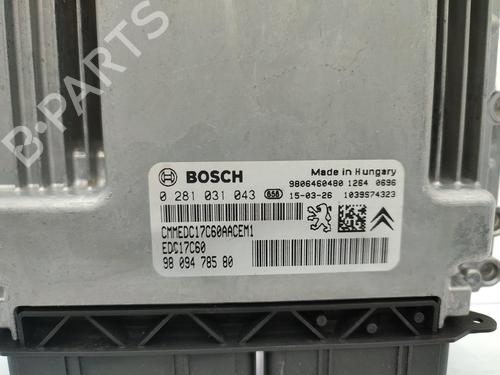 B-PARTS
BOSCH
Made in Hungary
9806460480 1264 0696
0 281 031 043 656 15-03-26 1039S74323
CMMEDC17C60AACEM1
EDC17C60
98 094 785 80